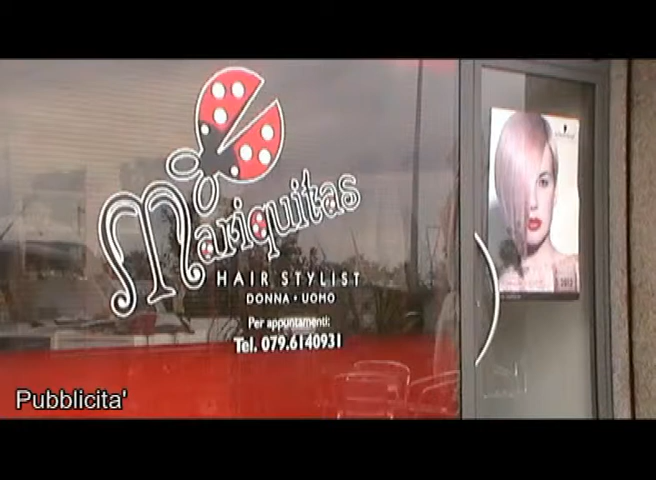 Mariquitas
HAIR STYLIST
DONNA • UOMO
Per appuntamenti:
Tel. 079.6140931
Pubblicita'